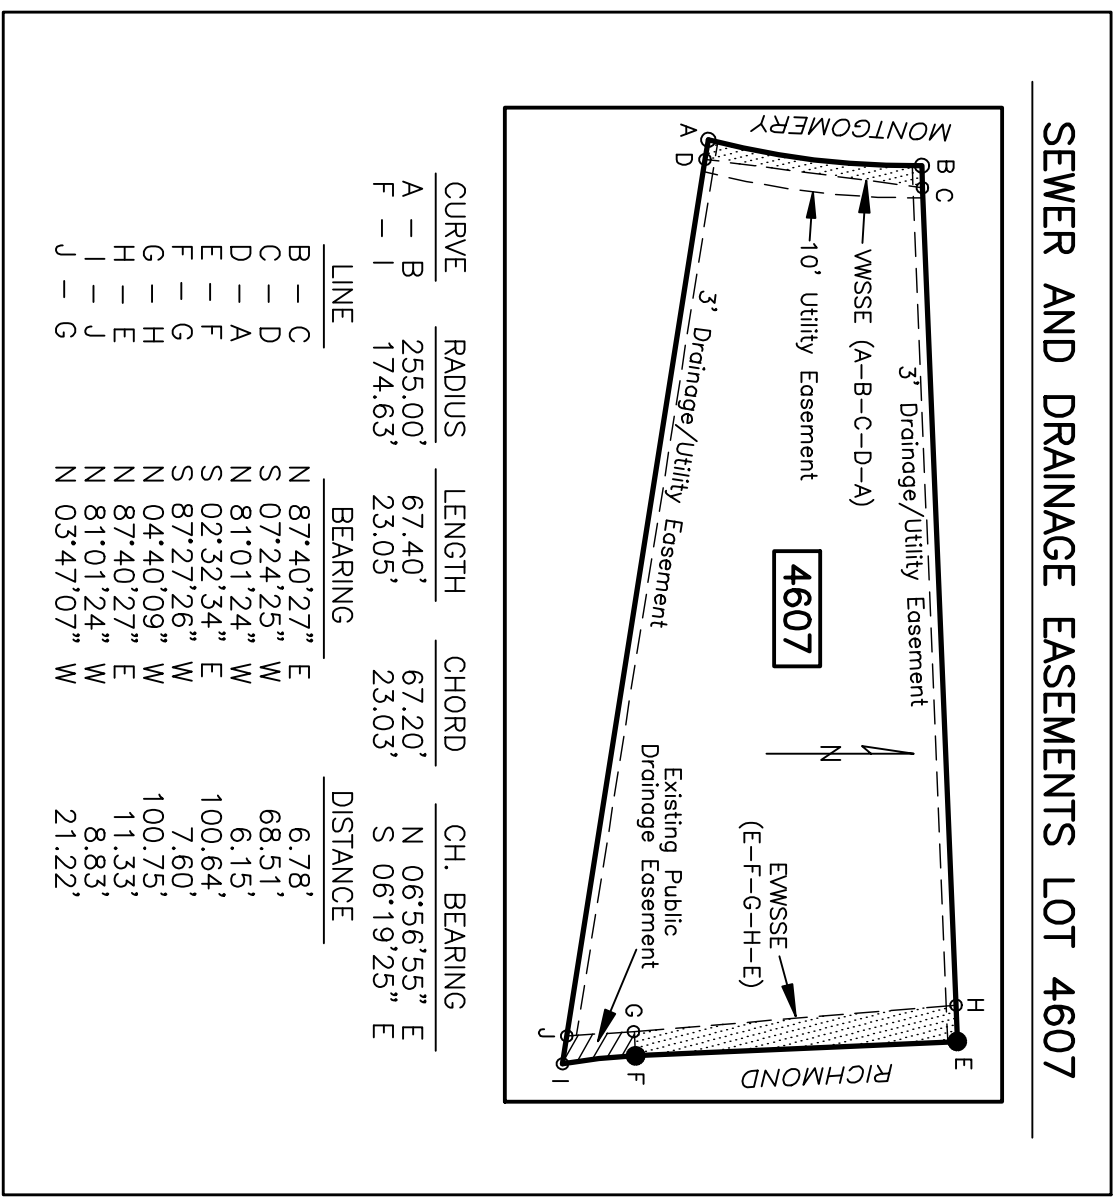 SEWER AND DRAINAGE EASEMENTS LOT 4607
MONTGOMERY
A
D
B
C
VWSSE (A-B-C-D-A)
10' Utility Easement
3' Drainage/Utility Easement
3' Drainage/Utility Easement
4607
N
Existing Public
Drainage Easement
EVWSSE
(E-F-G-H-E)
H
E
G
F
J
I
RICHMOND
CURVE RADIUS LENGTH CHORD CH. BEARING
A - B 255.00' 67.40' 67.20' N 06°56'55" E
F - I 174.63' 23.05' 23.03' S 06°19'25" E
LINE BEARING DISTANCE
B - C N 87°40'27" E 6.78'
C - D S 07°24'25" W 68.51'
D - A N 81°01'24" W 6.15'
E - F S 02°32'34" E 100.64'
F - G S 87°27'26" W 7.60'
G - H N 04°40'09" W 100.75'
H - E N 87°40'27" E 11.33'
I - J N 81°01'24" W 8.83'
J - G N 03°47'07" W 21.22'